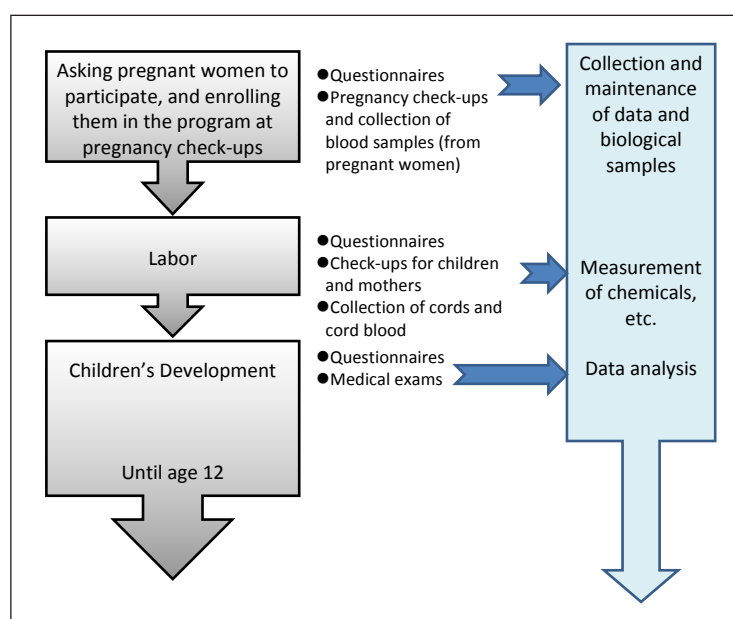 Asking pregnant women to
participate, and enrolling
them in the program at
pregnancy check-ups
●Questionnaires
●Pregnancy check-ups
and collection of
blood samples (from
pregnant women)
Collection and
maintenance
of data and
biological
samples
Labor
●Questionnaires
●Check-ups for children
and mothers
●Collection of cords and
cord blood
Measurement
of chemicals,
etc.
Children’s Development
Until age 12
●Questionnaires
●Medical exams
Data analysis